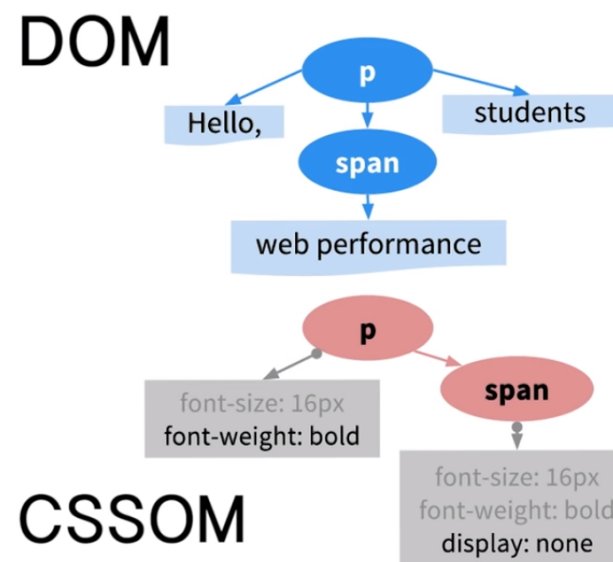 DOM
p
Hello,
students
span
web performance
p
span
font-size: 16px
font-weight: bold
font-size: 16px
font-weight: bold
display: none
CSSOM